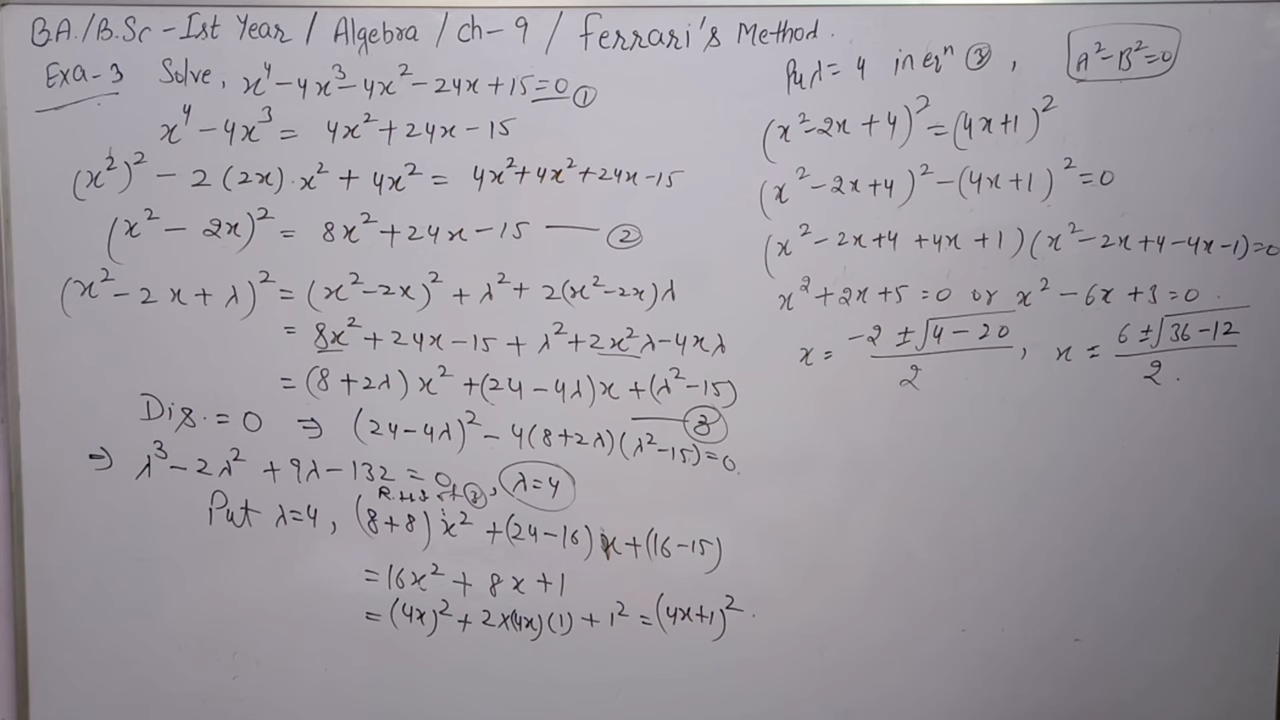 BA./B.Sc - Ist Year / Algebra / ch-9 / Ferrari's Method.
Exa-3 Solve, x⁴-4x³-4x²-24x+15=0 ①
x⁴-4x³= 4x²+24x-15
(x²)²-2(2x).x²+4x²= 4x²+4x²+24x-15
(x²-2x)²= 8x²+24x-15 — ②
(x²-2x+λ)²=(x²-2x)²+λ²+2(x²-2x)λ
= 8x²+24x-15+λ²+2x²λ-4xλ
=(8+2λ)x²+(24-4λ)x+(λ²-15)
— ③
Dis.=0 ⇒ (24-4λ)²-4(8+2λ)(λ²-15)=0.
⇒ λ³-2λ²+9λ-132=0, λ=4
R.H.S of ③
Put λ=4, (8+8)x²+(24-16)x+(16-15)
=16x²+8x+1
=(4x)²+2×(4x)(1)+1²=(4x+1)².
Pu λ=4 in eqⁿ ③, A²-B²=0
(x²-2x+4)²=(4x+1)²
(x²-2x+4)²-(4x+1)²=0
(x²-2x+4+4x+1)(x²-2x+4-4x-1)=0
x²+2x+5=0 or x²-6x+3=0.
x= (-2±√(4-20))/2, x= (6±√(36-12))/2.